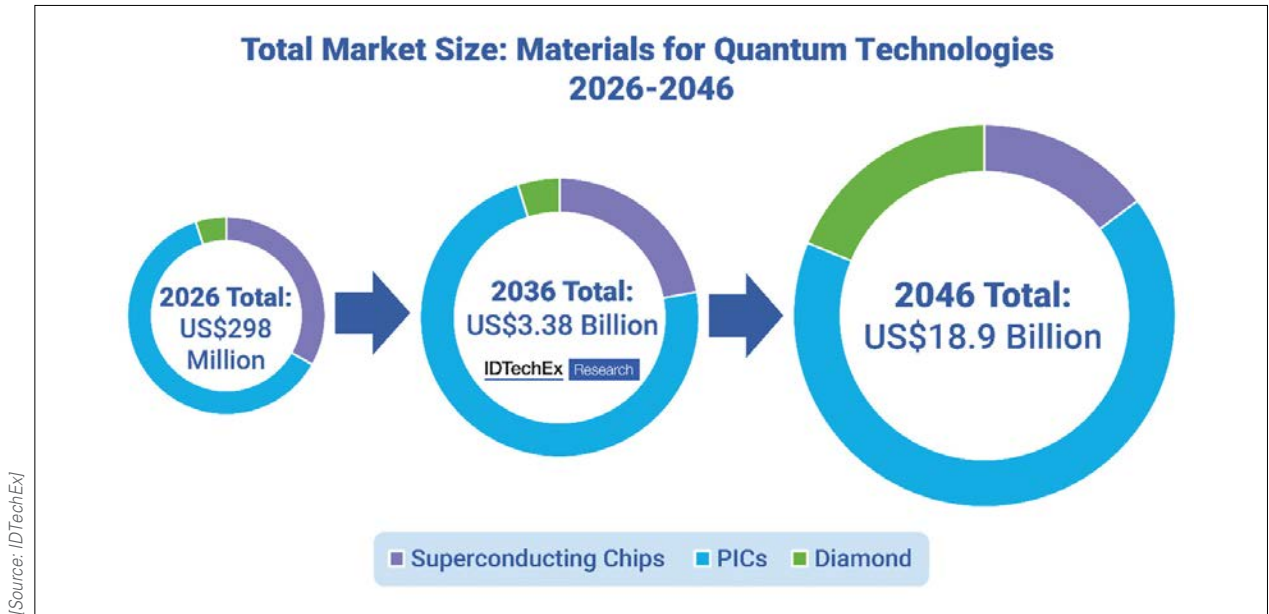 Total Market Size: Materials for Quantum Technologies
2026-2046
2026 Total:
US$298
Million
2036 Total:
US$3.38 Billion
IDTechEx Research
2046 Total:
US$18.9 Billion
Superconducting Chips PICs Diamond
[Source: IDTechEx]